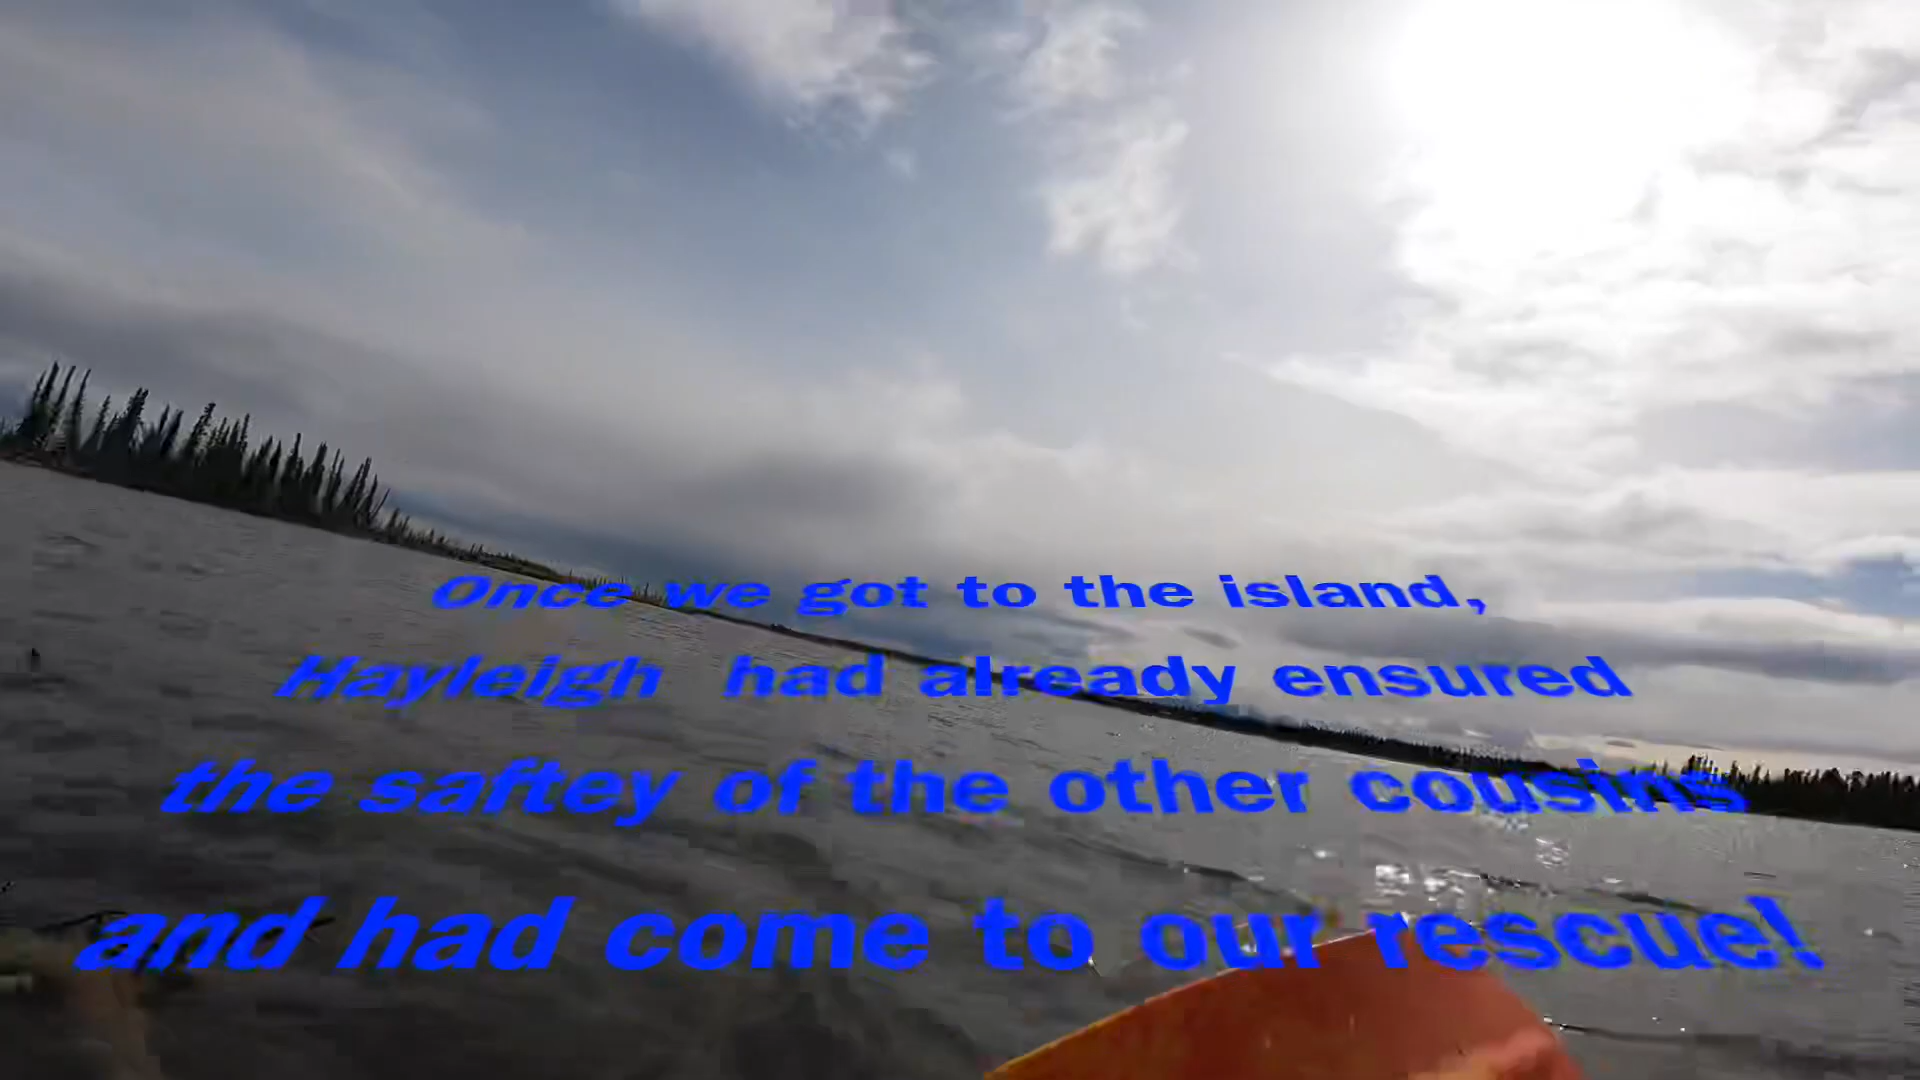 Once we got to the island,
Hayleigh had already ensured
the saftey of the other cousins
and had come to our rescue!